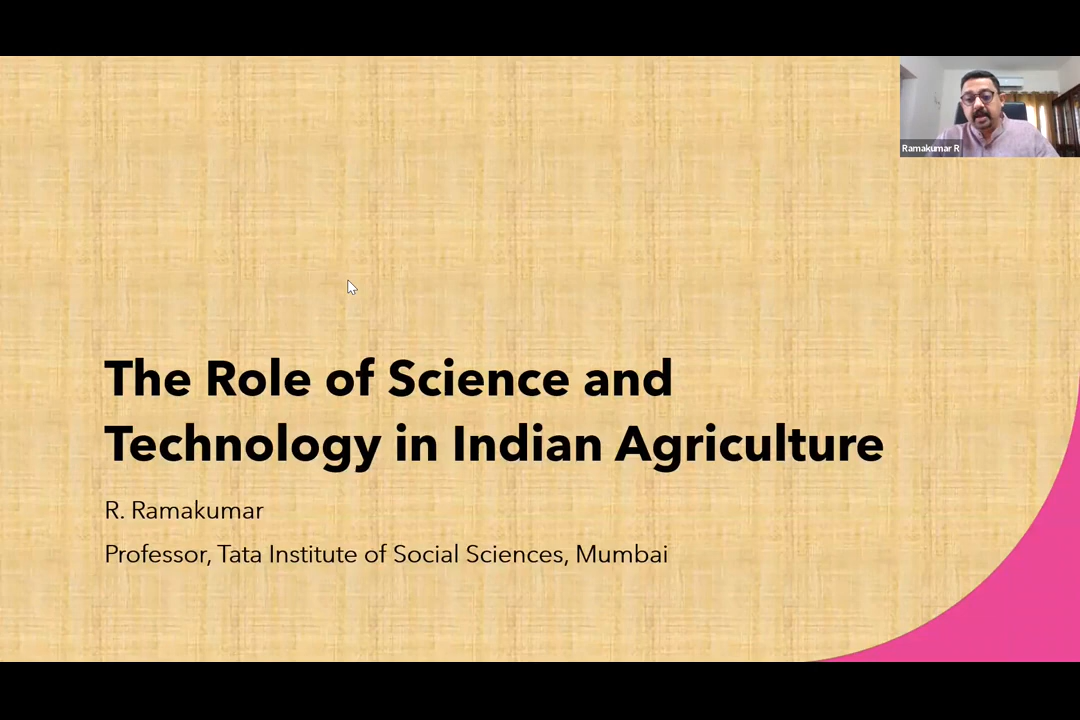 Ramakumar R
The Role of Science and
Technology in Indian Agriculture
R. Ramakumar
Professor, Tata Institute of Social Sciences, Mumbai